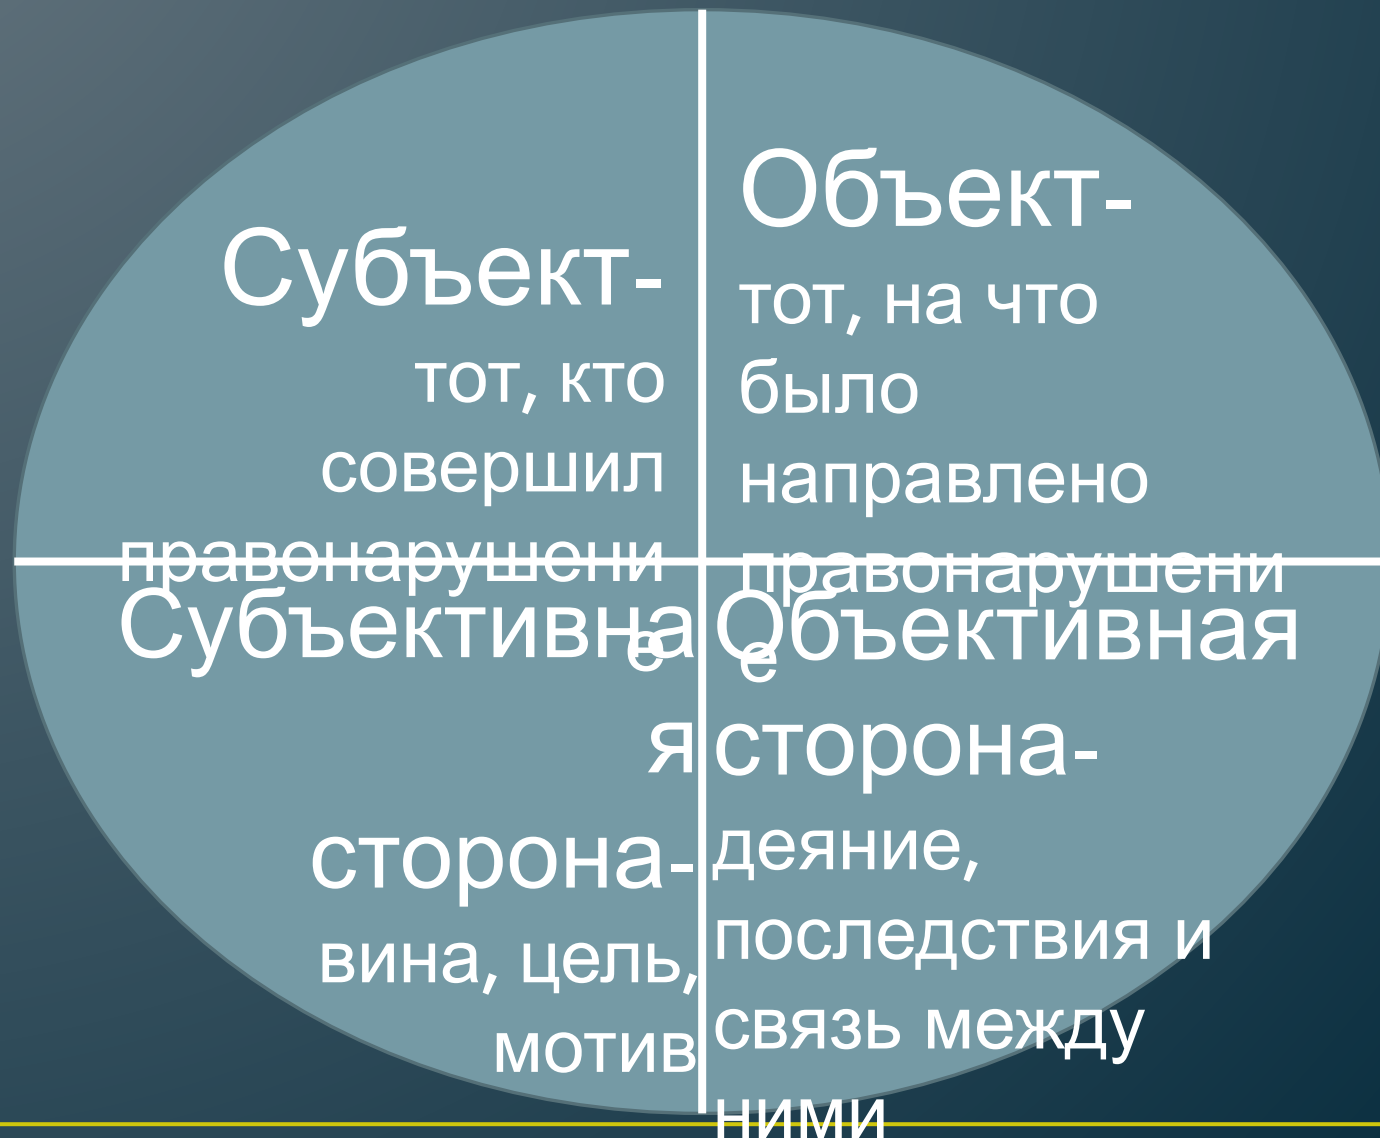 Субъект-
тот, кто
совершил
правонарушени
е
Объект-
тот, на что
было
направлено
правонарушени
е
Субъективна
я
сторона-
вина, цель,
мотив
Объективная
сторона-
деяние,
последствия и
связь между
ними